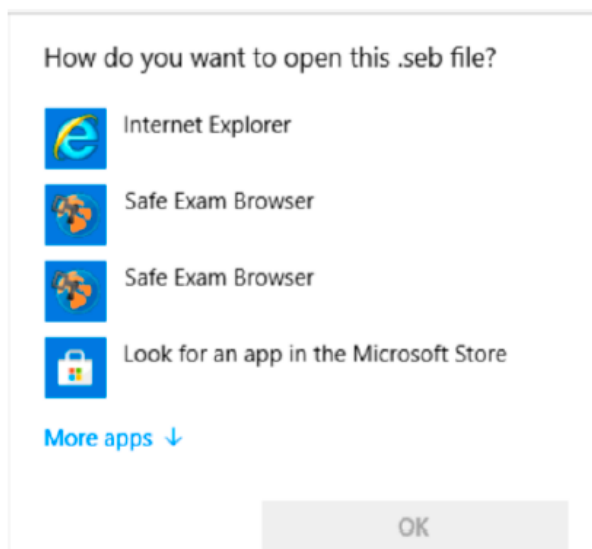 How do you want to open this .seb file?
Internet Explorer
Safe Exam Browser
Safe Exam Browser
Look for an app in the Microsoft Store
More apps ↓
OK